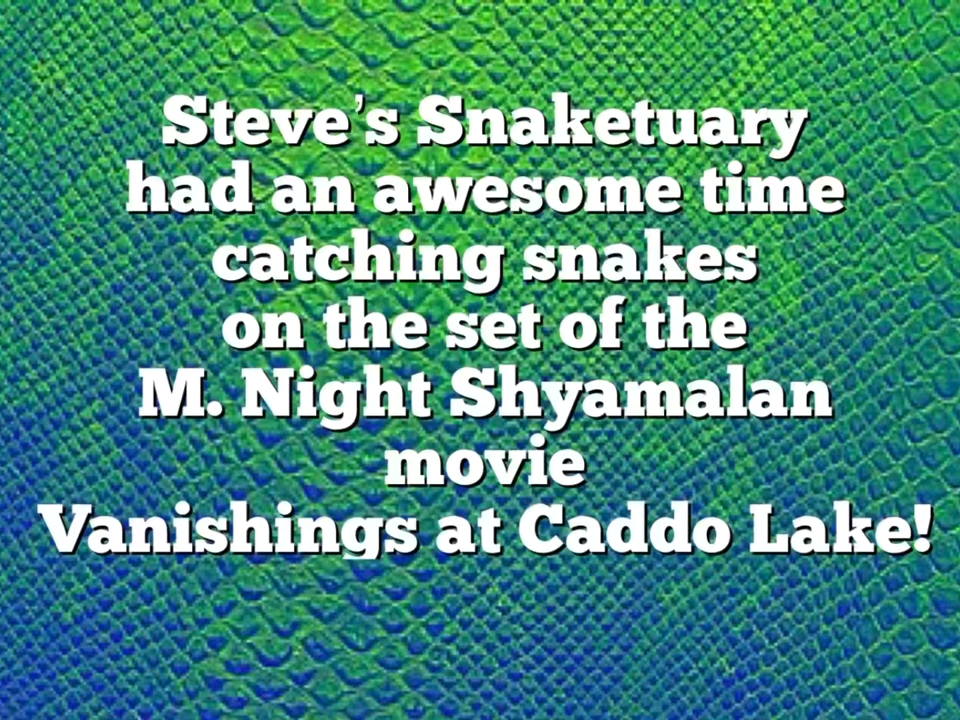 Steve's Snaketuary
had an awesome time
catching snakes
on the set of the
M. Night Shyamalan
movie
Vanishings at Caddo Lake!